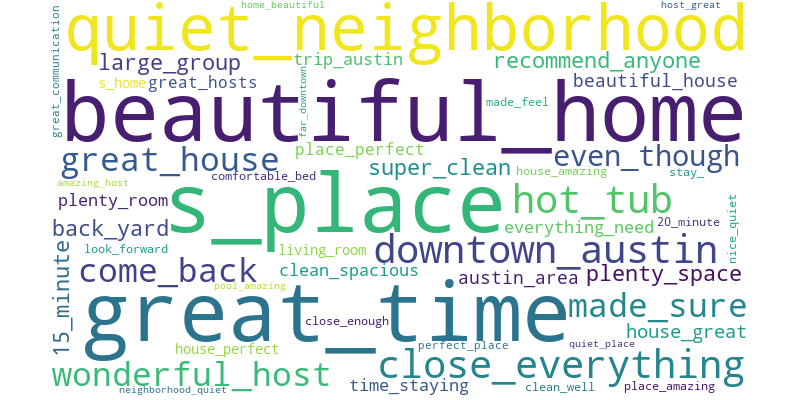 home_beautiful
host_great
quiet_neighborhood
great_communication
large_group
trip_austin
recommend_anyone
s_home
great_hosts
far_downtown
beautiful_house
made_feel
beautiful_home
great_house
place_perfect
even_though
super_clean
house_amazing
stay_
amazing_host
comfortable_bed
plenty_room
s_place
hot_tub
back_yard
everything_need
20_minute
nice_quiet
look_forward
living_room
downtown_austin
15_minute
come_back
clean_spacious
austin_area
plenty_space
pool_amazing
great_time
made_sure
close_enough
house_great
house_perfect
perfect_place
quiet_place
close_everything
wonderful_host
time_staying
clean_well
place_amazing
neighborhood_quiet